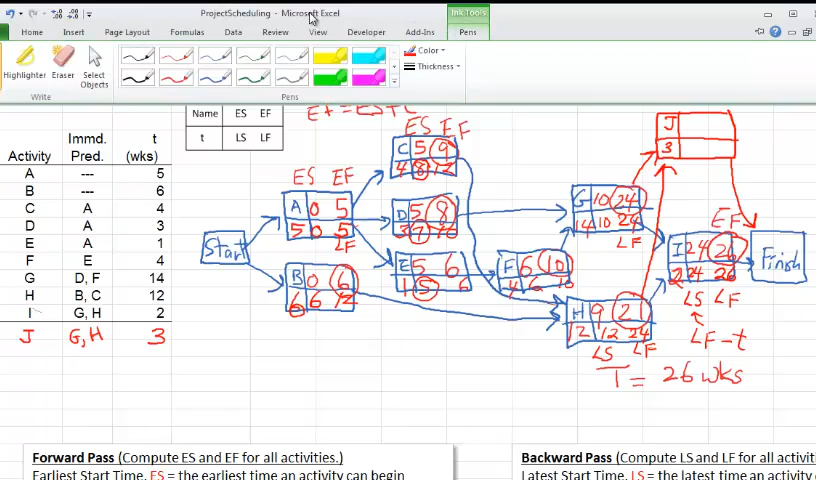 ProjectScheduling - Microsoft Excel
Ink Tools
Home Insert Page Layout Formulas Data Review View Developer Add-Ins Pens
Highlighter Eraser Select Objects
Color
Thickness
Write
Pens
EF = ES + t
Name ES EF
t LS LF
Activity Immd. Pred. t (wks)
A --- 5
B --- 6
C A 4
D A 3
E A 1
F E 4
G D, F 14
H B, C 12
I G, H 2
J G, H 3
Start
ES EF
A 0 5
5 0 5
LF
B 0 6
6 6 12
ES EF
C 5 9
4 8 12
D 5 8
3 7 10
E 5 6
1 5 6
F 6 10
4 6 10
G 10 24
14 10 24
LF
H 9 21
12 12 24
LS LF
J
3
EF
I 24 26
2 24 26
LS LF
LF - t
Finish
T = 26 wks
Forward Pass (Compute ES and EF for all activities.)
Earliest Start Time, ES = the earliest time an activity can begin
Backward Pass (Compute LS and LF for all activiti
Latest Start Time, LS = the latest time an activity c